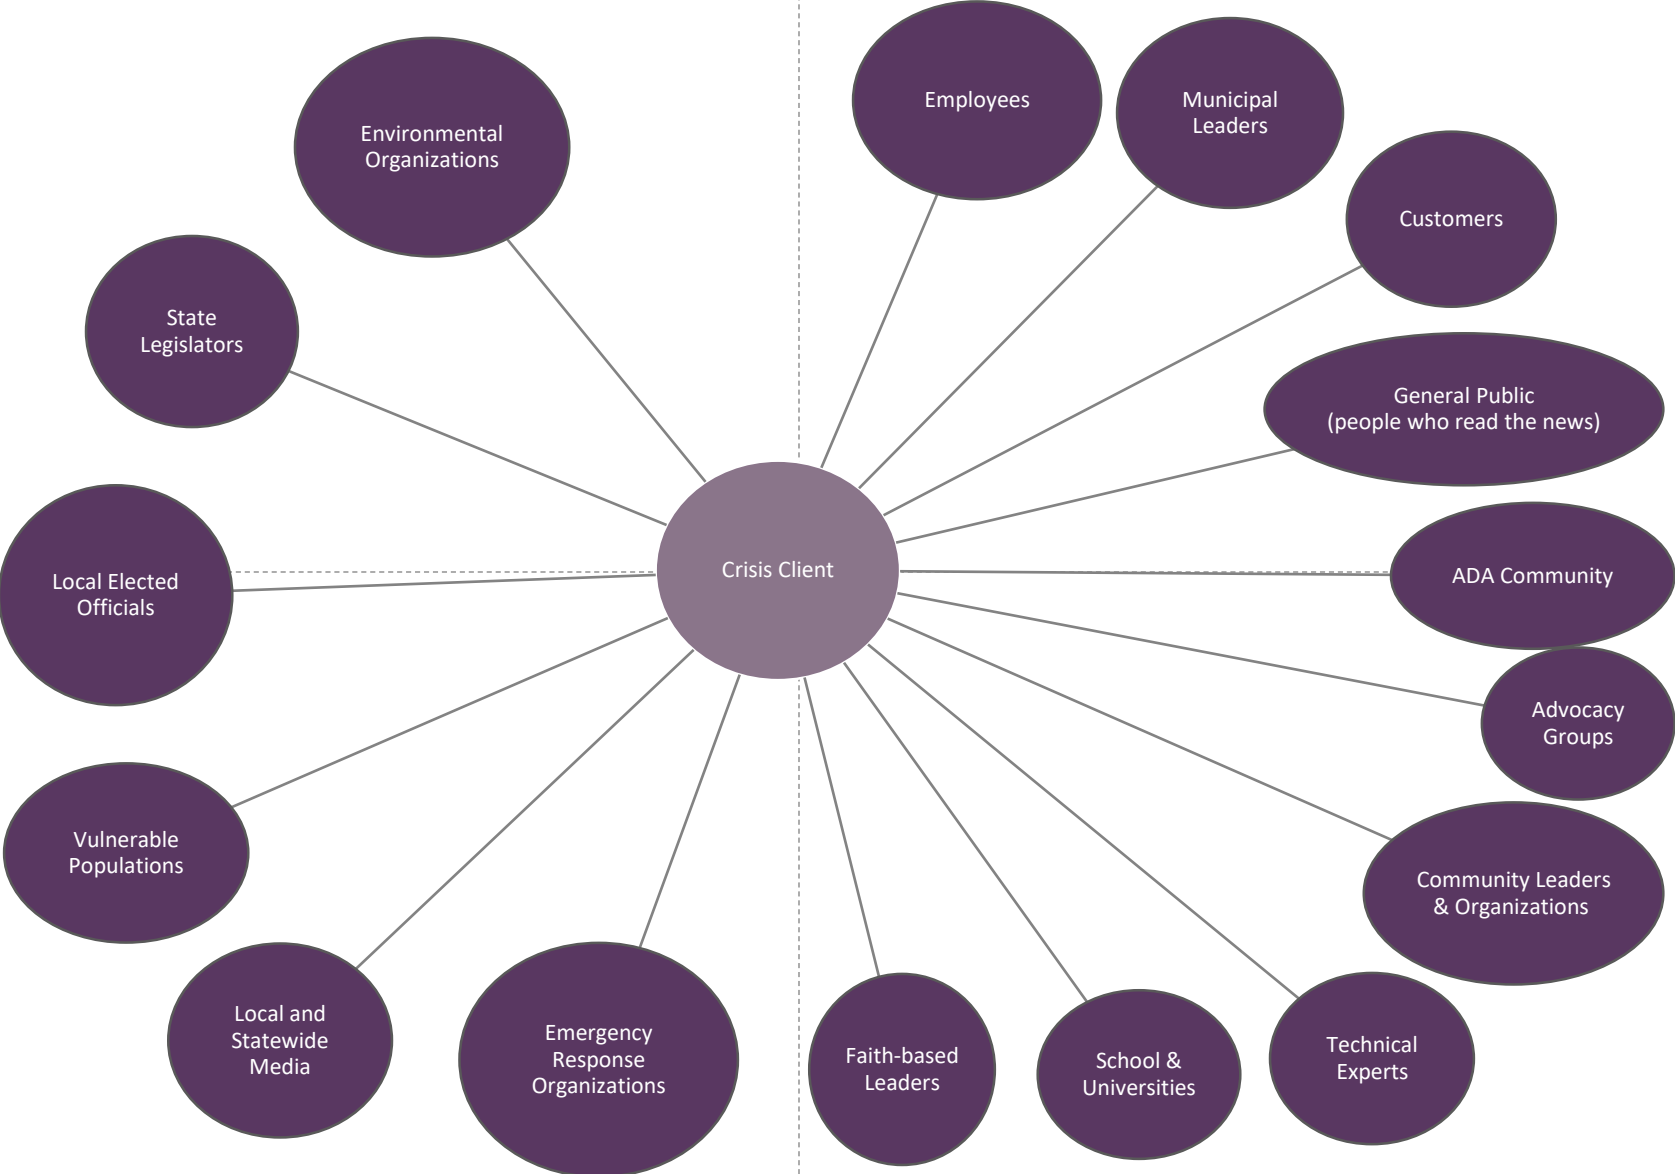 Employees
Municipal
Leaders
Environmental
Organizations
Customers
State
Legislators
General Public
(people who read the news)
Crisis Client
Local Elected
Officials
ADA Community
Advocacy
Groups
Vulnerable
Populations
Community Leaders
& Organizations
Local and
Statewide
Media
Emergency
Response
Organizations
Faith-based
Leaders
School &
Universities
Technical
Experts